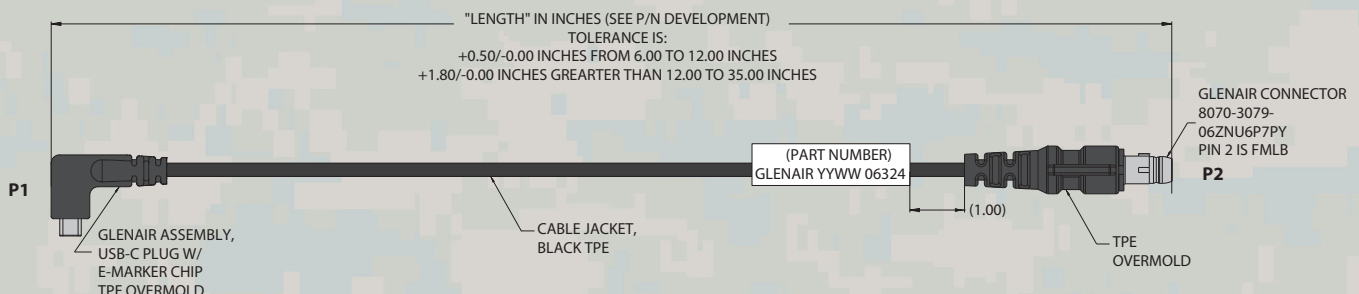 "LENGTH" IN INCHES (SEE P/N DEVELOPMENT)
TOLERANCE IS:
+0.50/-0.00 INCHES FROM 6.00 TO 12.00 INCHES
+1.80/-0.00 INCHES GREARTER THAN 12.00 TO 35.00 INCHES
GLENAIR CONNECTOR
8070-3079-
06ZNU6P7PY
PIN 2 IS FMLB
P2
(PART NUMBER)
GLENAIR YYWW 06324
P1
(1.00)
GLENAIR ASSEMBLY,
USB-C PLUG W/
E-MARKER CHIP
TPE OVERMOLD
CABLE JACKET,
BLACK TPE
TPE
OVERMOLD